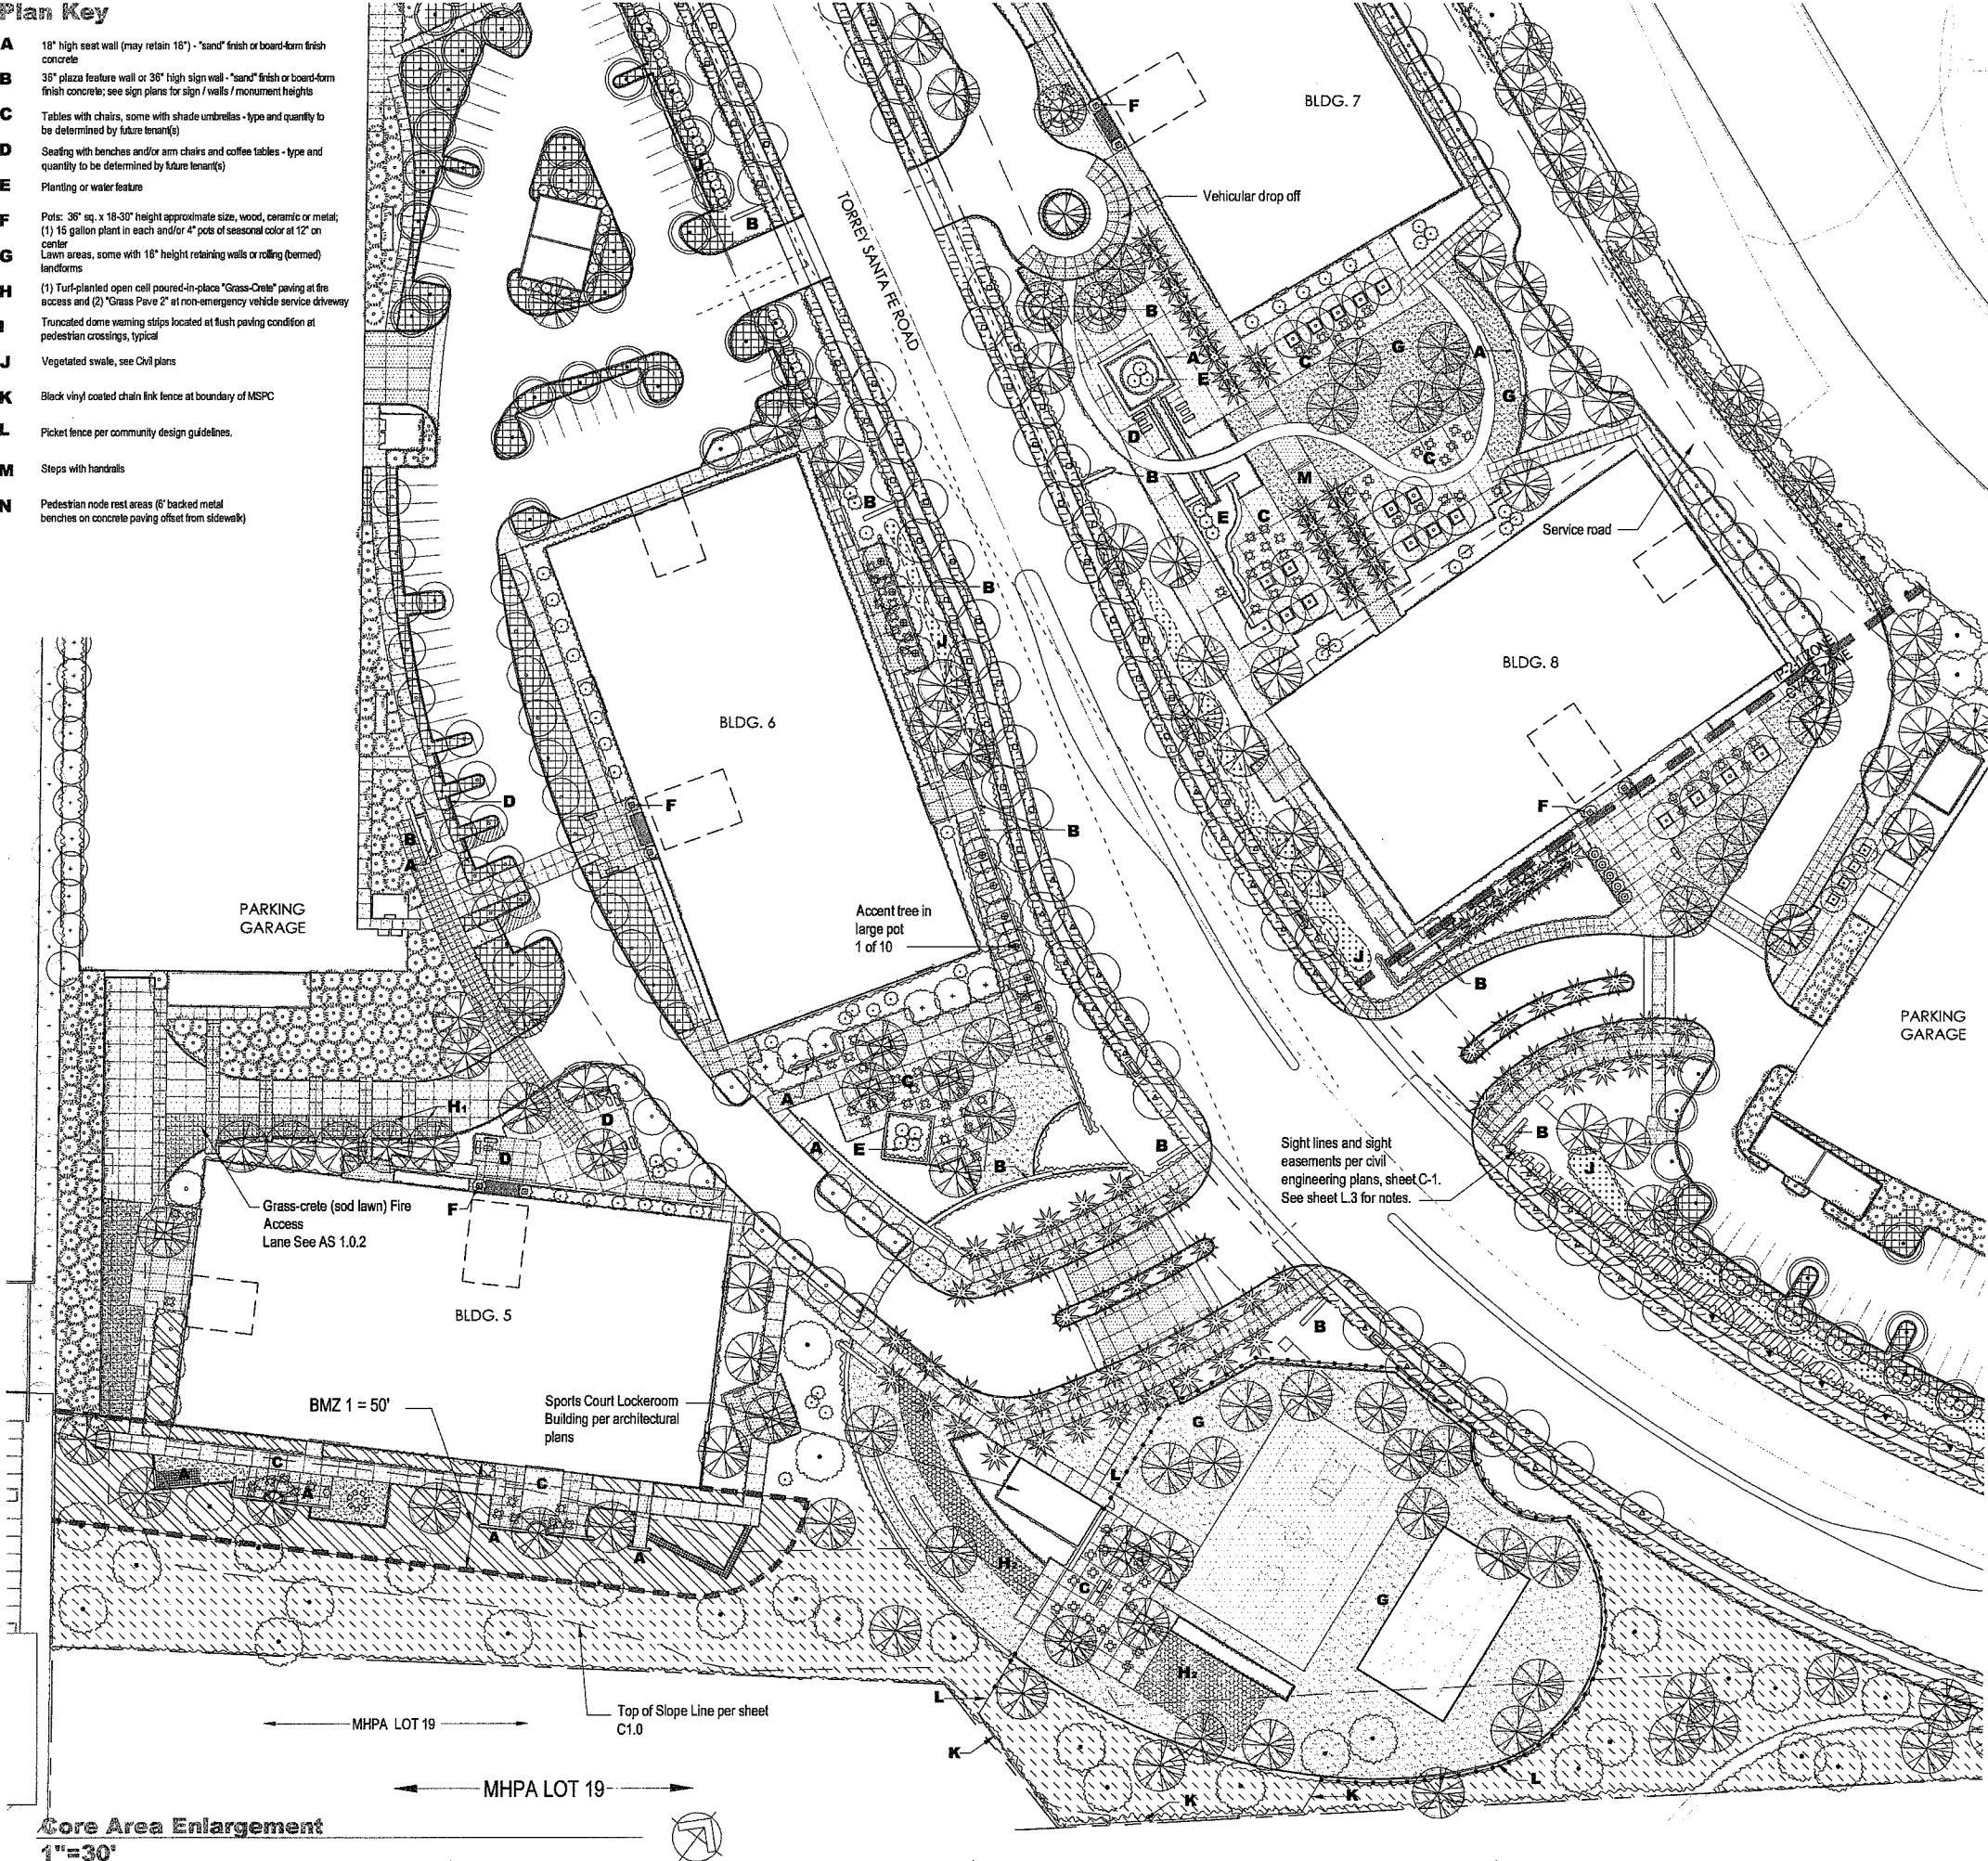 Plan Key
A 18" high seat wall (may retain 16") - "sand" finish or board-form finish
concrete
B 36" plaza feature wall or 36" high sign wall - "sand" finish or board-form
finish concrete; see sign plans for sign / walls / monument heights
C Tables with chairs, some with shade umbrellas - type and quantity to
be determined by future tenant(s)
D Seating with benches and/or arm chairs and coffee tables - type and
quantity to be determined by future tenant(s)
E Planting or water feature
F Pots: 36" sq. x 18-30" height approximate size, wood, ceramic or metal;
(1) 15 gallon plant in each and/or 4" pots of seasonal color at 12" on
center
G Lawn areas, some with 16" height retaining walls or rolling (bermed)
landforms
H (1) Turf-planted open cell poured-in-place "Grass-Crete" paving at fire
access and (2) "Grass Pave 2" at non-emergency vehicle service driveway
I Truncated dome warning strips located at flush paving condition at
pedestrian crossings, typical
J Vegetated swale, see Civil plans
K Black vinyl coated chain link fence at boundary of MSPC
L Picket fence per community design guidelines.
M Steps with handrails
N Pedestrian node rest areas (6' backed metal
benches on concrete paving offset from sidewalk)
BLDG. 7
F
Vehicular drop off
TORREY SANTA FE ROAD
J
B
B
A
E
C
G
A
G
D
B
C
M
E
C
Service road
B
B
J
BLDG. 6
BLDG. 8
P-2-1 ZONE
F
D
B
A
F
B
PARKING
GARAGE
Accent tree in
large pot
1 of 10
J
B
PARKING
GARAGE
H1
D
D
F
C
A
A
E
B
B
Sight lines and sight
easements per civil
engineering plans, sheet C-1.
See sheet L.3 for notes.
B
J
Grass-crete (sod lawn) Fire
Access
Lane See AS 1.0.2
BLDG. 5
B
BMZ 1 = 50'
Sports Court Lockeroom
Building per architectural
plans
G
L
C
A
A
C
A
A
H2
C
G
H2
L
K
L
K
K
Top of Slope Line per sheet
C1.0
MHPA LOT 19
MHPA LOT 19
Core Area Enlargement
1"=30'